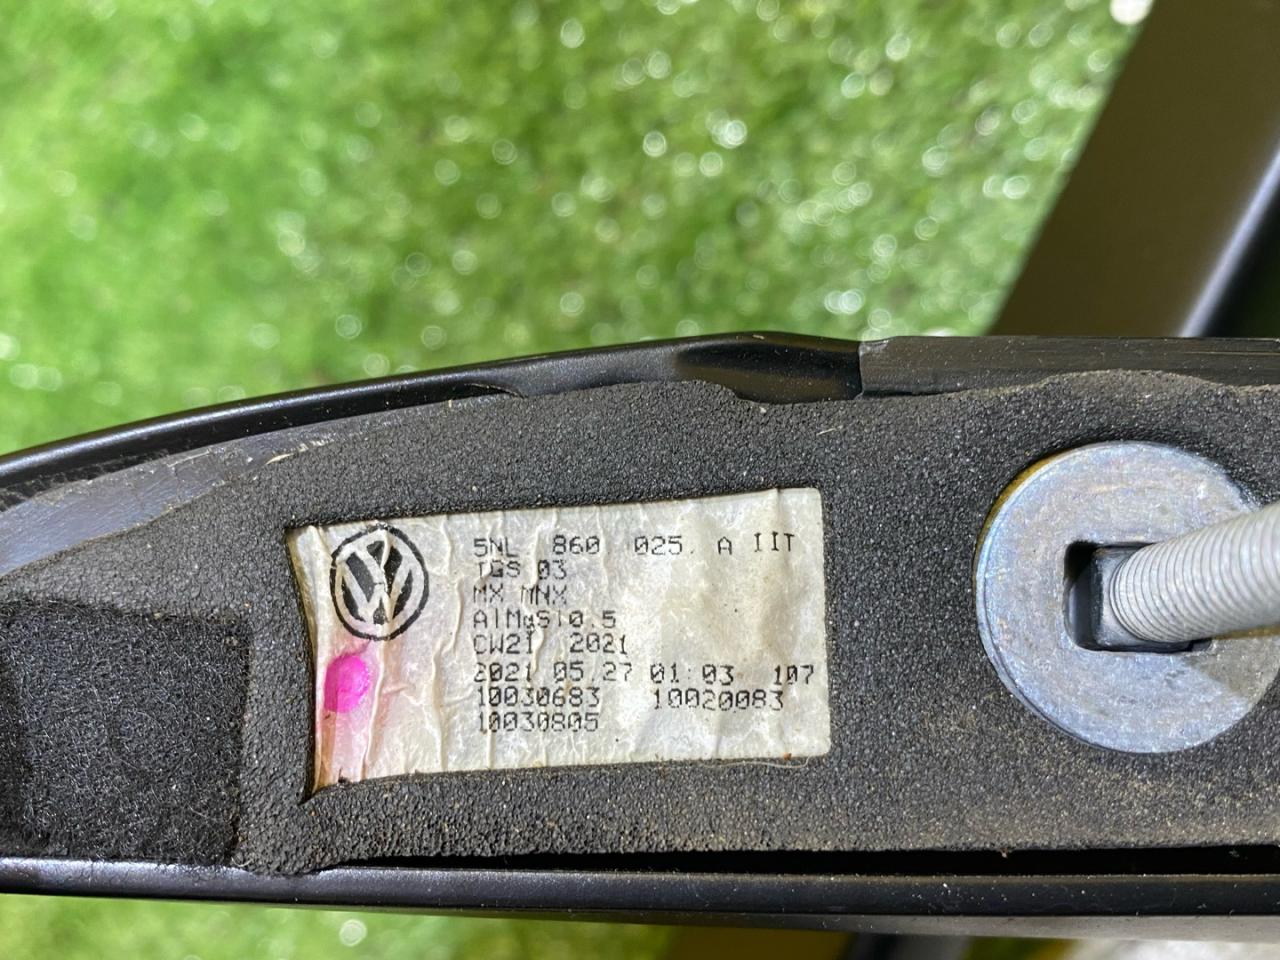 5NL 860 025 A IIT
TGS 03
MX MNX
AlMgSi0.5
CW21 2021
2021.05.27 01:03 107
10030683 10020083
10030805